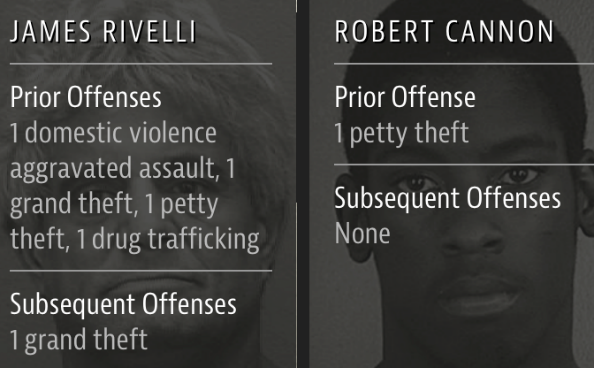 JAMES RIVELLI
Prior Offenses
1 domestic violence
aggravated assault, 1
grand theft, 1 petty
theft, 1 drug trafficking
Subsequent Offenses
1 grand theft
ROBERT CANNON
Prior Offense
1 petty theft
Subsequent Offenses
None